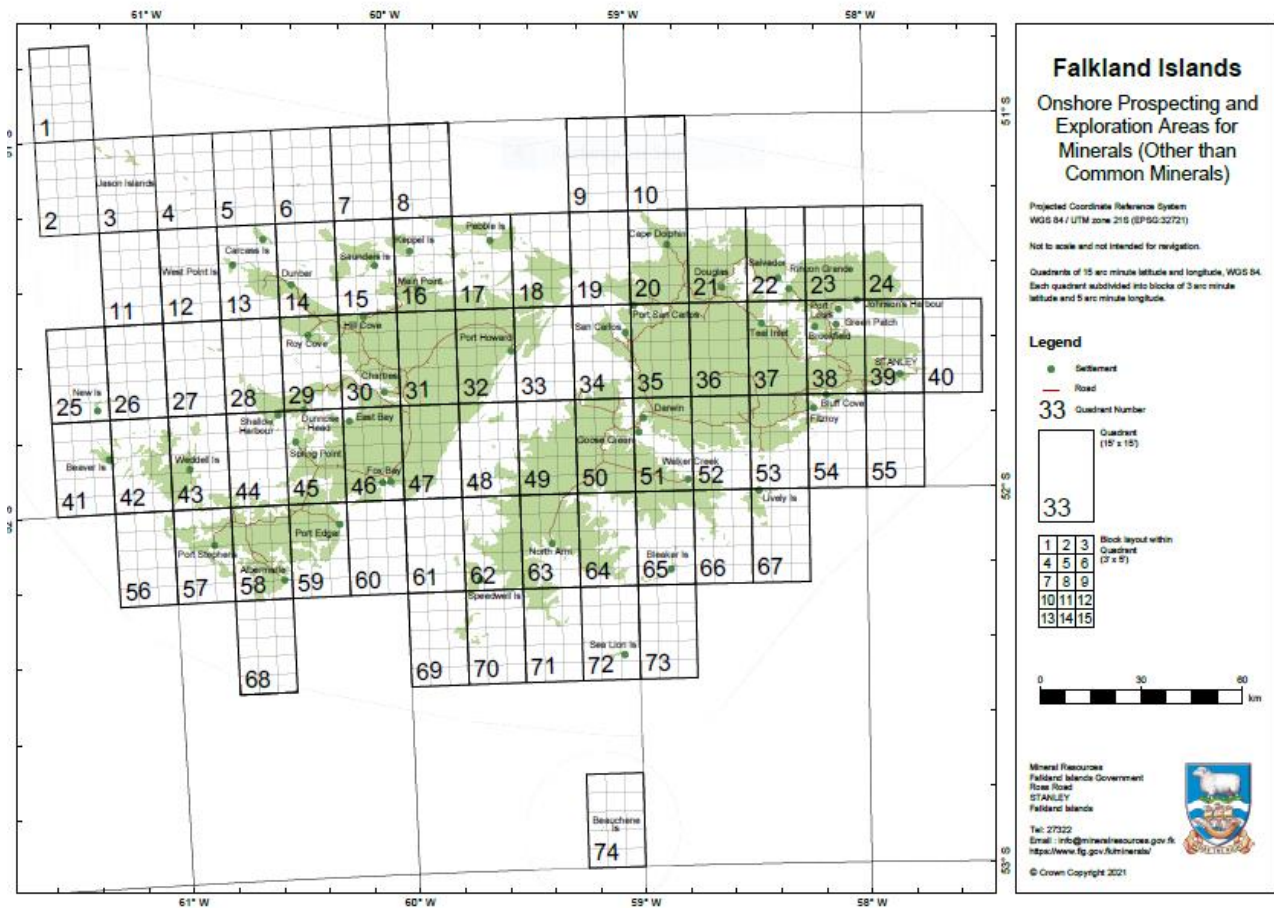 61° W 60° W 59° W 58° W
51° S
1
2 3 4 5 6 7 8 9 10
Jason Islands
Carcass Is
West Point Is
Dunbar
Saunders Is
Keppel Is
Main Point
Pebble Is
Cape Dolphin
Douglas
Salvador
Rincon Grande
Johnson's Harbour
11 12 13 14 15 16 17 18 19 20 21 22 23 24
Hill Cove
Roy Cove
Port Howard
San Carlos
Port San Carlos
Teal Inlet
Port Louis
Green Patch
Brookfield
STANLEY
New Is
Chartres
25 26 27 28 29 30 31 32 33 34 35 36 37 38 39 40
Shallow Harbour
Dunnose Head
East Bay
Darwin
Bluff Cove
Fitzroy
Beaver Is
Weddell Is
Spring Point
Fox Bay
Goose Green
Walker Creek
Lively Is
41 42 43 44 45 46 47 48 49 50 51 52 53 54 55
52° S
Port Stephens
Albemarle
Port Edgar
North Arm
Bleaker Is
56 57 58 59 60 61 62 63 64 65 66 67
Speedwell Is
Sea Lion Is
68 69 70 71 72 73
Beauchene
Is
74
53° S
61° W 60° W 59° W 58° W
Falkland Islands
Onshore Prospecting and
Exploration Areas for
Minerals (Other than
Common Minerals)
Projected Coordinate Reference System
WGS 84 / UTM zone 21S (EPSG:32721)
Not to scale and not intended for navigation.
Quadrants of 15 arc minute latitude and longitude, WGS 84.
Each quadrant subdivided into blocks of 3 arc minute
latitude and 5 arc minute longitude.
Legend
Settlement
Road
33 Quadrant Number
Quadrant
(15' x 15')
33
Block layout within
Quadrant
(3' x 5')
1 2 3
4 5 6
7 8 9
10 11 12
13 14 15
0 30 60
km
Mineral Resources
Falkland Islands Government
Ross Road
STANLEY
Falkland Islands
Tel: 27322
Email : info@mineralresources.gov.fk
https://www.fig.gov.fk/minerals/
© Crown Copyright 2021